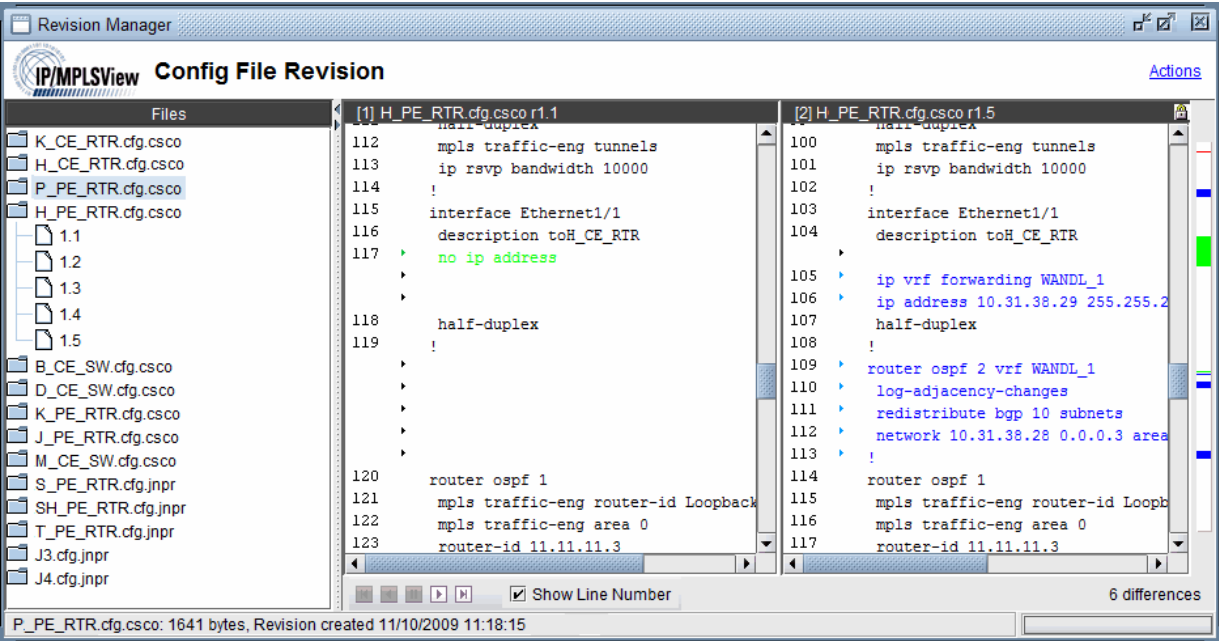 Revision Manager
IP/MPLSView Config File Revision
Actions
Files
K_CE_RTR.cfg.csco
H_CE_RTR.cfg.csco
P_PE_RTR.cfg.csco
H_PE_RTR.cfg.csco
1.1
1.2
1.3
1.4
1.5
B_CE_SW.cfg.csco
D_CE_SW.cfg.csco
K_PE_RTR.cfg.csco
J_PE_RTR.cfg.csco
M_CE_SW.cfg.csco
S_PE_RTR.cfg.jnpr
SH_PE_RTR.cfg.jnpr
T_PE_RTR.cfg.jnpr
J3.cfg.jnpr
J4.cfg.jnpr
[1] H_PE_RTR.cfg.csco r1.1
half-duplex
112 mpls traffic-eng tunnels
113 ip rsvp bandwidth 10000
114 !
115 interface Ethernet1/1
116 description toH_CE_RTR
117 no ip address
118 half-duplex
119 !
120 router ospf 1
121 mpls traffic-eng router-id Loopback
122 mpls traffic-eng area 0
123 router-id 11.11.11.3
[2] H_PE_RTR.cfg.csco r1.5
half-duplex
100 mpls traffic-eng tunnels
101 ip rsvp bandwidth 10000
102 !
103 interface Ethernet1/1
104 description toH_CE_RTR
105 ip vrf forwarding WANDL_1
106 ip address 10.31.38.29 255.255.2
107 half-duplex
108 !
109 router ospf 2 vrf WANDL_1
110 log-adjacency-changes
111 redistribute bgp 10 subnets
112 network 10.31.38.28 0.0.0.3 area
113 !
114 router ospf 1
115 mpls traffic-eng router-id Loopb
116 mpls traffic-eng area 0
117 router-id 11.11.11.3
Show Line Number
6 differences
P_PE_RTR.cfg.csco: 1641 bytes, Revision created 11/10/2009 11:18:15